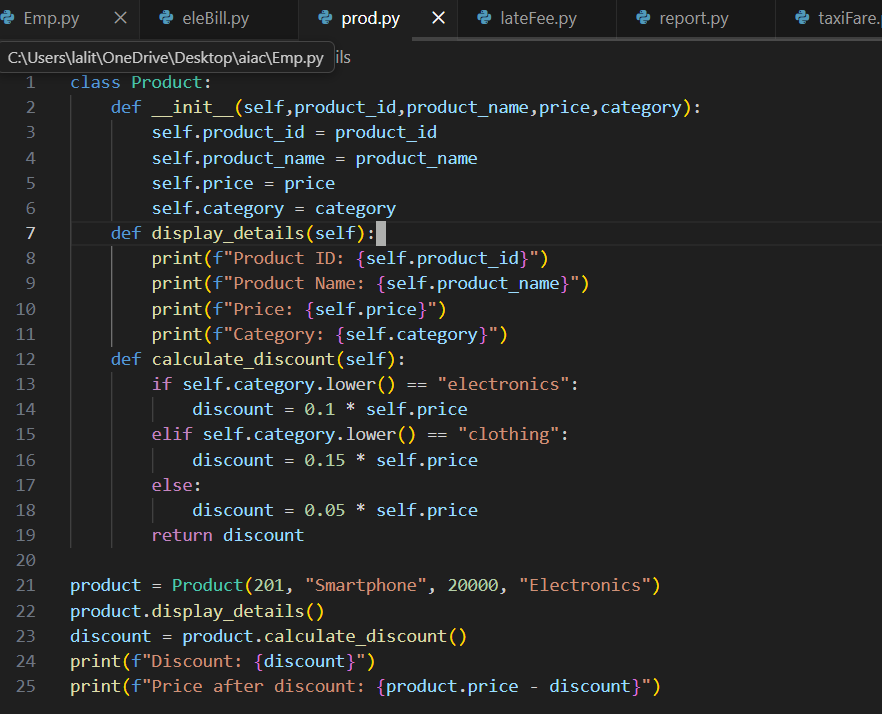 Emp.py
eleBill.py
prod.py
lateFee.py
report.py
taxiFare.
C:\Users\lalit\OneDrive\Desktop\aiac\Emp.py ils
1 class Product:
2     def __init__(self,product_id,product_name,price,category):
3         self.product_id = product_id
4         self.product_name = product_name
5         self.price = price
6         self.category = category
7     def display_details(self):
8         print(f"Product ID: {self.product_id}")
9         print(f"Product Name: {self.product_name}")
10         print(f"Price: {self.price}")
11         print(f"Category: {self.category}")
12     def calculate_discount(self):
13         if self.category.lower() == "electronics":
14             discount = 0.1 * self.price
15         elif self.category.lower() == "clothing":
16             discount = 0.15 * self.price
17         else:
18             discount = 0.05 * self.price
19         return discount
20
21 product = Product(201, "Smartphone", 20000, "Electronics")
22 product.display_details()
23 discount = product.calculate_discount()
24 print(f"Discount: {discount}")
25 print(f"Price after discount: {product.price - discount}")